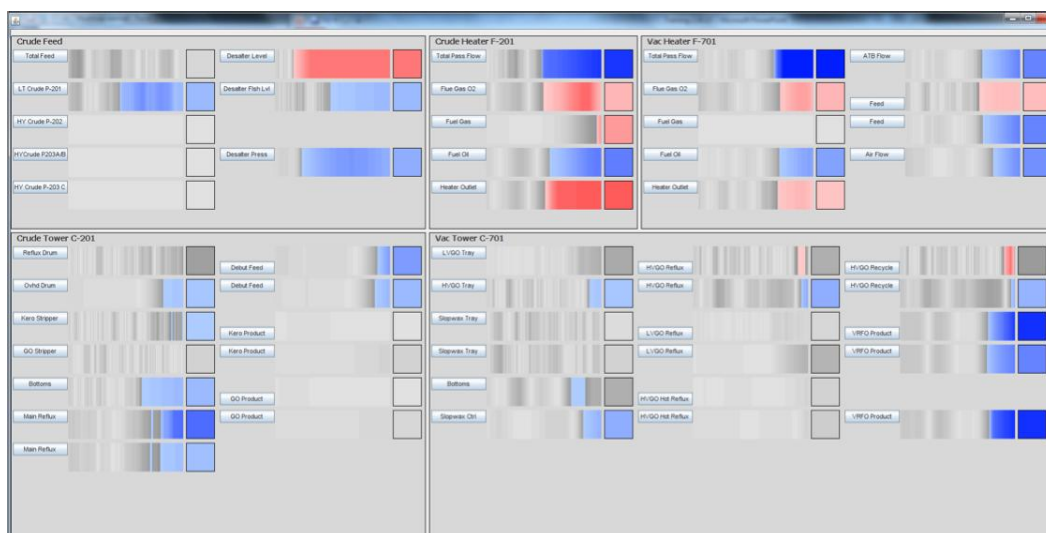 Crude Feed
Total Feed
Desalter Level
LT Crude P-201
Desalter Flsh Lvl
HY Crude P-202
HYCrude P203A/B
Desalter Press
HY Crude P-203 C
Crude Heater F-201
Total Pass Flow
Flue Gas O2
Fuel Gas
Fuel Oil
Heater Outlet
Vac Heater F-701
Total Pass Flow
ATB Flow
Flue Gas O2
Feed
Fuel Gas
Feed
Fuel Oil
Air Flow
Heater Outlet
Crude Tower C-201
Reflux Drum
Debut Feed
Ovhd Drum
Debut Feed
Kero Stripper
Kero Product
GO Stripper
Kero Product
Bottoms
GO Product
Main Reflux
GO Product
Main Reflux
Vac Tower C-701
LVGO Tray
HVGO Reflux
HVGO Recycle
HVGO Tray
HVGO Reflux
HVGO Recycle
Slopwax Tray
LVGO Reflux
VRFO Product
Slopwax Tray
LVGO Reflux
VRFO Product
Bottoms
HVGO Hot Reflux
Slopwax Ctrl
HVGO Hot Reflux
VRFO Product